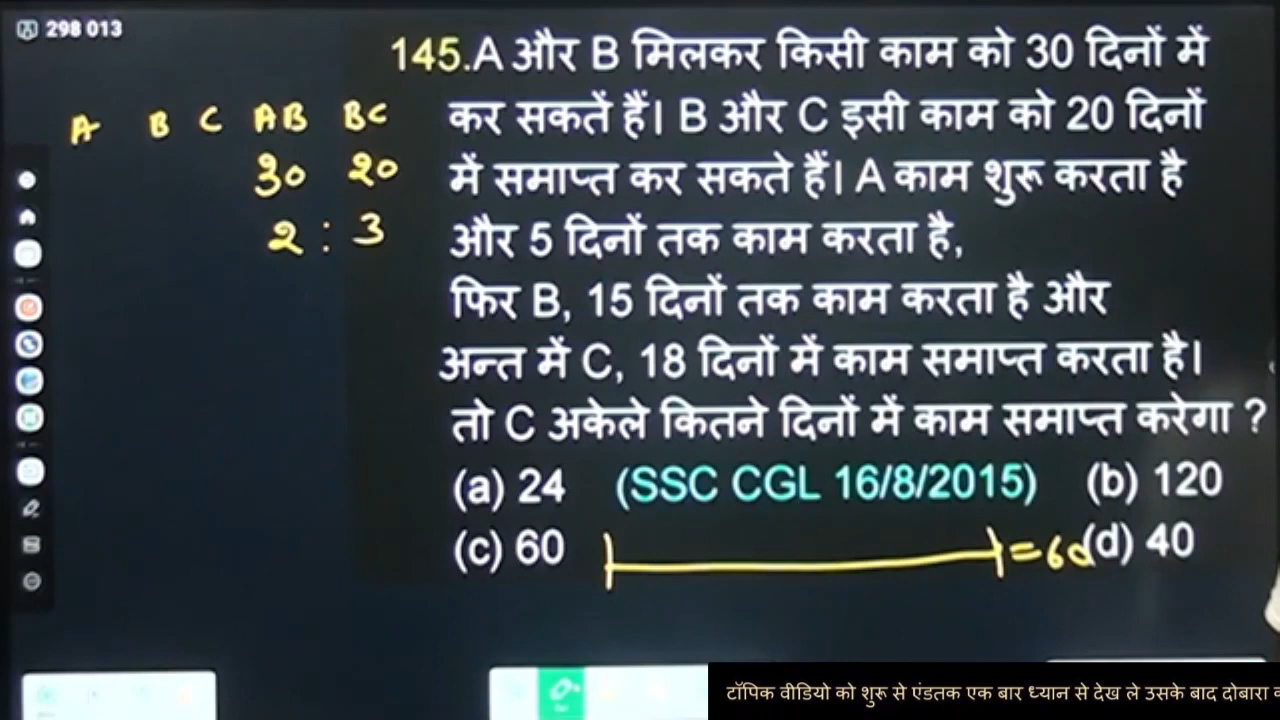 298 013
145.A और B मिलकर किसी काम को 30 दिनों में
कर सकतें हैं। B और C इसी काम को 20 दिनों
में समाप्त कर सकते हैं। A काम शुरू करता है
और 5 दिनों तक काम करता है,
फिर B, 15 दिनों तक काम करता है और
अन्त में C, 18 दिनों में काम समाप्त करता है।
तो C अकेले कितने दिनों में काम समाप्त करेगा ?
(a) 24 (SSC CGL 16/8/2015) (b) 120
(c) 60 (d) 40
A B C AB BC
30 20
2 : 3
= 60
टॉपिक वीडियो को शुरू से एंडतक एक बार ध्यान से देख ले उसके बाद दोबारा